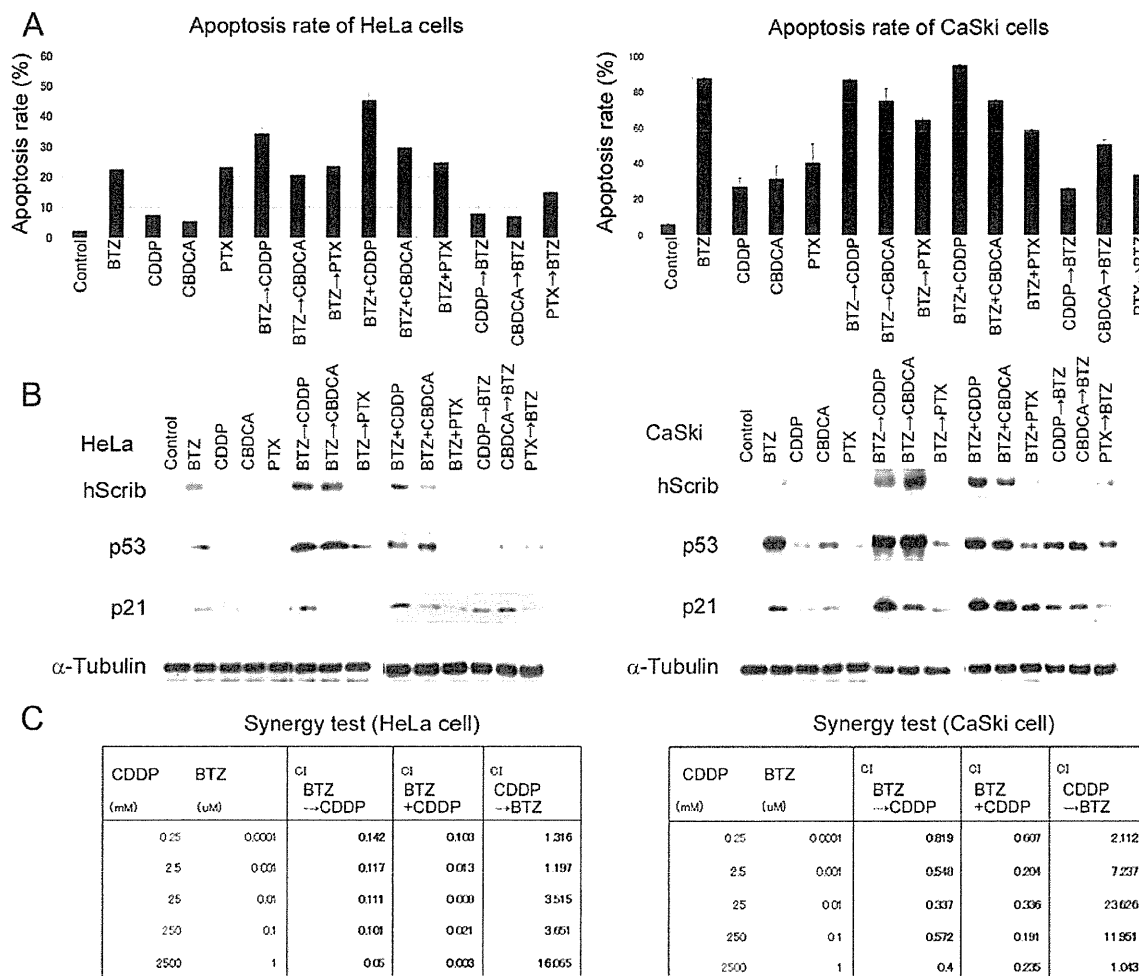 A
Apoptosis rate of HeLa cells
Apoptosis rate (%)
60
50
40
30
20
10
0
Control
BTZ
CDDP
CBDCA
PTX
BTZ→CDDP
BTZ→CBDCA
BTZ→PTX
BTZ+CDDP
BTZ+CBDCA
BTZ+PTX
CDDP→BTZ
CBDCA→BTZ
PTX→BTZ
Apoptosis rate of CaSki cells
Apoptosis rate (%)
100
80
60
40
20
0
Control
BTZ
CDDP
CBDCA
PTX
BTZ→CDDP
BTZ→CBDCA
BTZ→PTX
BTZ+CDDP
BTZ+CBDCA
BTZ+PTX
CDDP→BTZ
CBDCA→BTZ
PTX→BTZ
B
HeLa
Control
BTZ
CDDP
CBDCA
PTX
BTZ→CDDP
BTZ→CBDCA
BTZ→PTX
BTZ+CDDP
BTZ+CBDCA
BTZ+PTX
CDDP→BTZ
CBDCA→BTZ
PTX→BTZ
hScrib
p53
p21
α-Tubulin
CaSki
Control
BTZ
CDDP
CBDCA
PTX
BTZ→CDDP
BTZ→CBDCA
BTZ→PTX
BTZ+CDDP
BTZ+CBDCA
BTZ+PTX
CDDP→BTZ
CBDCA→BTZ
PTX→BTZ
hScrib
p53
p21
α-Tubulin
C
Synergy test (HeLa cell)
CDDP (mM) BTZ (uM) CI BTZ →CDDP CI BTZ +CDDP CI CDDP →BTZ
0.25 0.0001 0.142 0.103 1.316
2.5 0.001 0.117 0.013 1.197
25 0.01 0.111 0.009 3.515
250 0.1 0.101 0.021 3.651
2500 1 0.05 0.003 16.055
Synergy test (CaSki cell)
CDDP (mM) BTZ (uM) CI BTZ →CDDP CI BTZ +CDDP CI CDDP →BTZ
0.25 0.0001 0.819 0.607 2.112
2.5 0.001 0.548 0.204 7.237
25 0.01 0.337 0.336 23.626
250 0.1 0.572 0.191 11.951
2500 1 0.4 0.235 1.043